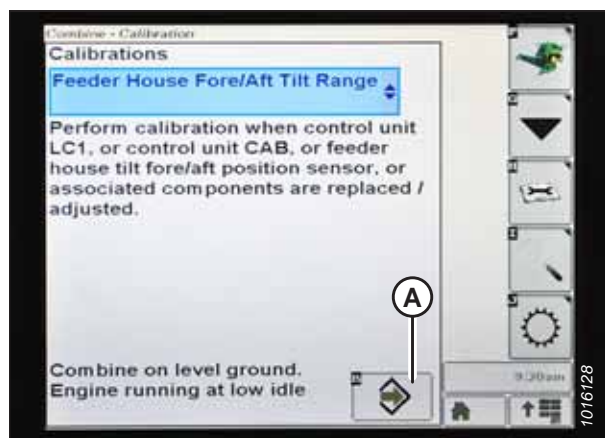 Combine - Calibration
Calibrations
Feeder House Fore/Aft Tilt Range
Perform calibration when control unit
LC1, or control unit CAB, or feeder
house tilt fore/aft position sensor, or
associated components are replaced /
adjusted.
A
Combine on level ground.
Engine running at low idle
9:30am
1016128